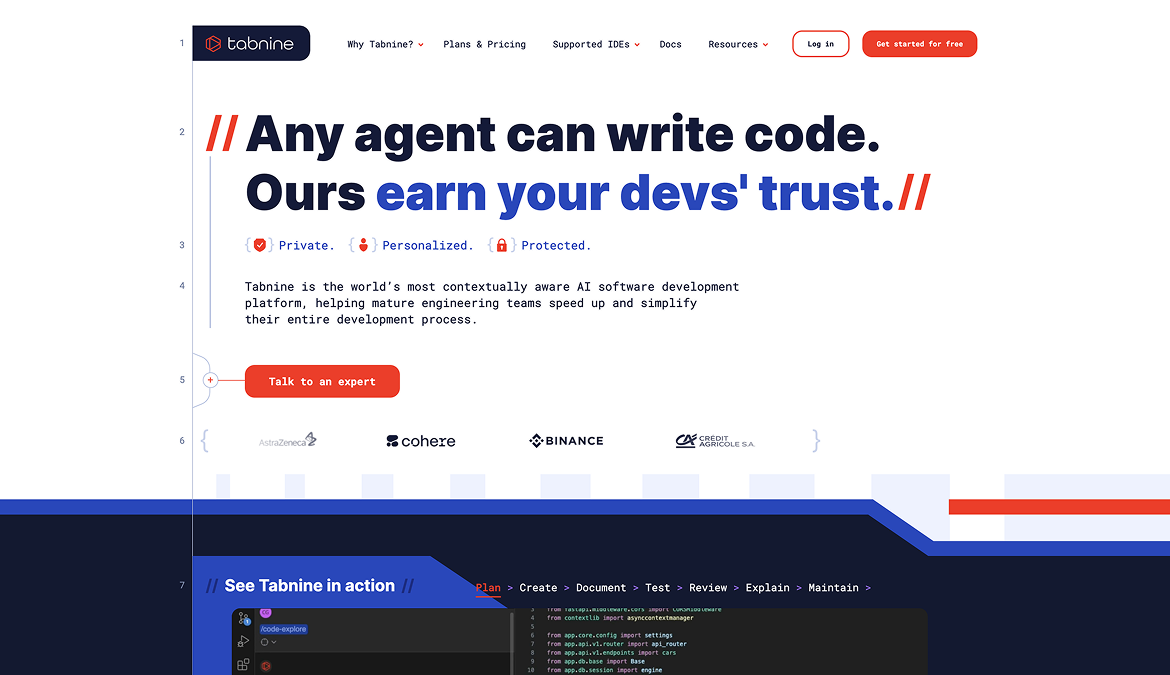 1
tabnine
Why Tabnine?
Plans & Pricing
Supported IDEs
Docs
Resources
Log in
Get started for free
2
// Any agent can write code.
Ours earn your devs' trust. //
3
{ } Private. { } Personalized. { } Protected.
4
Tabnine is the world’s most contextually aware AI software development
platform, helping mature engineering teams speed up and simplify
their entire development process.
5
+
Talk to an expert
6
{
AstraZeneca
cohere
BINANCE
CRÉDIT
AGRICOLE S.A.
}
7
// See Tabnine in action //
Plan > Create > Document > Test > Review > Explain > Maintain >
/code-explore
3 from fastapi.middleware.cors import CORSMiddleware
4 from contextlib import asynccontextmanager
5
6 from app.core.config import settings
7 from app.api.v1.router import api_router
8 from app.api.v1.endpoints import cars
9 from app.db.base import Base
10 from app.db.session import engine